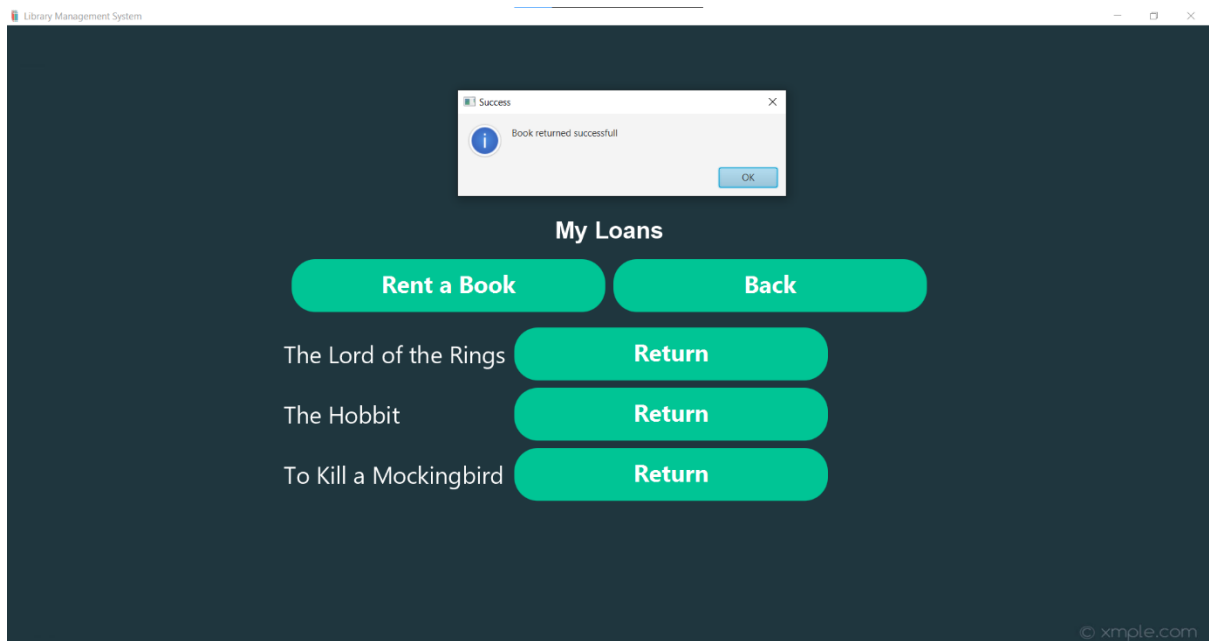 Library Management System
Success
Book returned successfull
OK
My Loans
Rent a Book Back
The Lord of the Rings Return
The Hobbit Return
To Kill a Mockingbird Return
© xmple.com